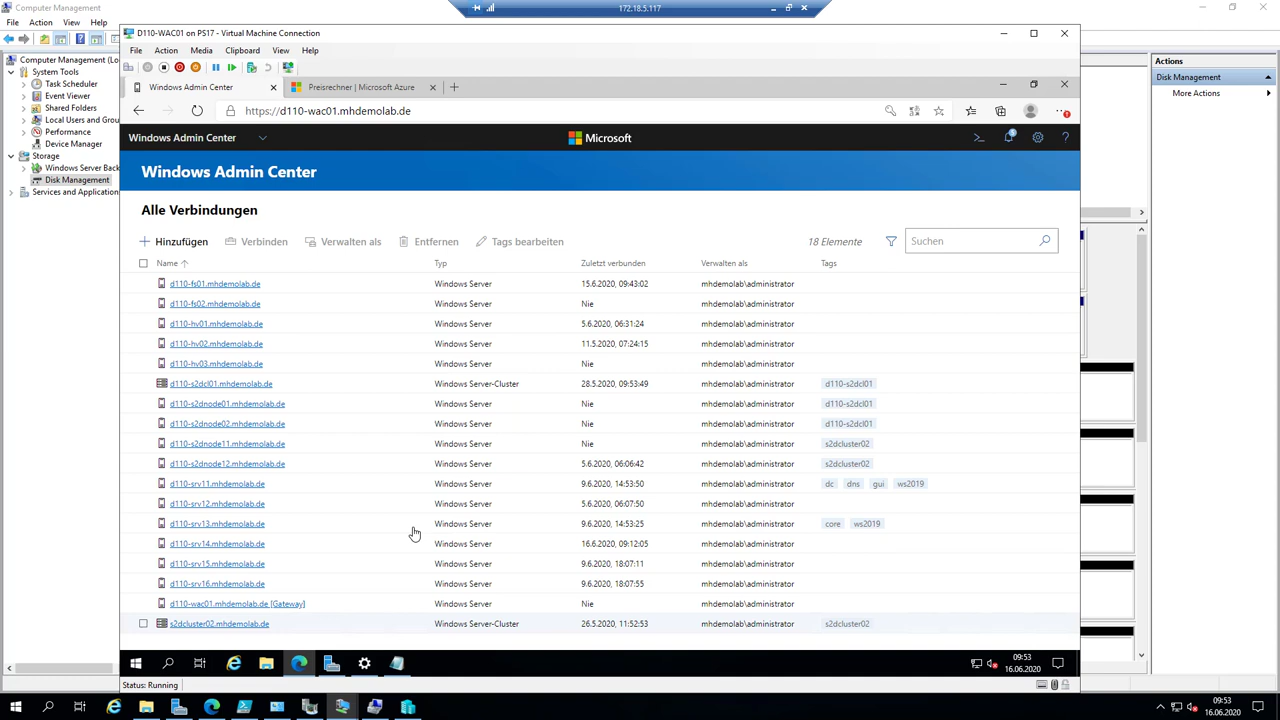 Computer Management
172.18.5.117
File Action View Help
Computer Management (Lo
System Tools
Task Scheduler
Event Viewer
Shared Folders
Local Users and Grou
Performance
Device Manager
Storage
Windows Server Back
Disk Management
Services and Application
D110-WAC01 on PS17 - Virtual Machine Connection
File Action Media Clipboard View Help
Windows Admin Center
Preisrechner | Microsoft Azure
https://d110-wac01.mhdemolab.de
Windows Admin Center
Microsoft
Windows Admin Center
Alle Verbindungen
Hinzufügen Verbinden Verwalten als Entfernen Tags bearbeiten 18 Elemente Suchen
Name Typ Zuletzt verbunden Verwalten als Tags
d110-fs01.mhdemolab.de Windows Server 15.6.2020, 09:43:02 mhdemolab\administrator
d110-fs02.mhdemolab.de Windows Server Nie mhdemolab\administrator
d110-hv01.mhdemolab.de Windows Server 5.6.2020, 06:31:24 mhdemolab\administrator
d110-hv02.mhdemolab.de Windows Server 11.5.2020, 07:24:15 mhdemolab\administrator
d110-hv03.mhdemolab.de Windows Server Nie mhdemolab\administrator
d110-s2dcl01.mhdemolab.de Windows Server-Cluster 28.5.2020, 09:53:49 mhdemolab\administrator d110-s2dcl01
d110-s2dnode01.mhdemolab.de Windows Server Nie mhdemolab\administrator d110-s2dcl01
d110-s2dnode02.mhdemolab.de Windows Server Nie mhdemolab\administrator d110-s2dcl01
d110-s2dnode11.mhdemolab.de Windows Server Nie mhdemolab\administrator s2dcluster02
d110-s2dnode12.mhdemolab.de Windows Server 5.6.2020, 06:06:42 mhdemolab\administrator s2dcluster02
d110-srv11.mhdemolab.de Windows Server 9.6.2020, 14:53:50 mhdemolab\administrator dc dns gui ws2019
d110-srv12.mhdemolab.de Windows Server 5.6.2020, 06:07:50 mhdemolab\administrator
d110-srv13.mhdemolab.de Windows Server 9.6.2020, 14:53:25 mhdemolab\administrator core ws2019
d110-srv14.mhdemolab.de Windows Server 16.6.2020, 09:12:05 mhdemolab\administrator
d110-srv15.mhdemolab.de Windows Server 9.6.2020, 18:07:11 mhdemolab\administrator
d110-srv16.mhdemolab.de Windows Server 9.6.2020, 18:07:55 mhdemolab\administrator
d110-wac01.mhdemolab.de [Gateway] Windows Server Nie mhdemolab\administrator
s2dcluster02.mhdemolab.de Windows Server-Cluster 26.5.2020, 11:52:53 mhdemolab\administrator s2dcluster02
09:53
16.06.2020
Status: Running
Actions
Disk Management
More Actions
09:53
16.06.2020